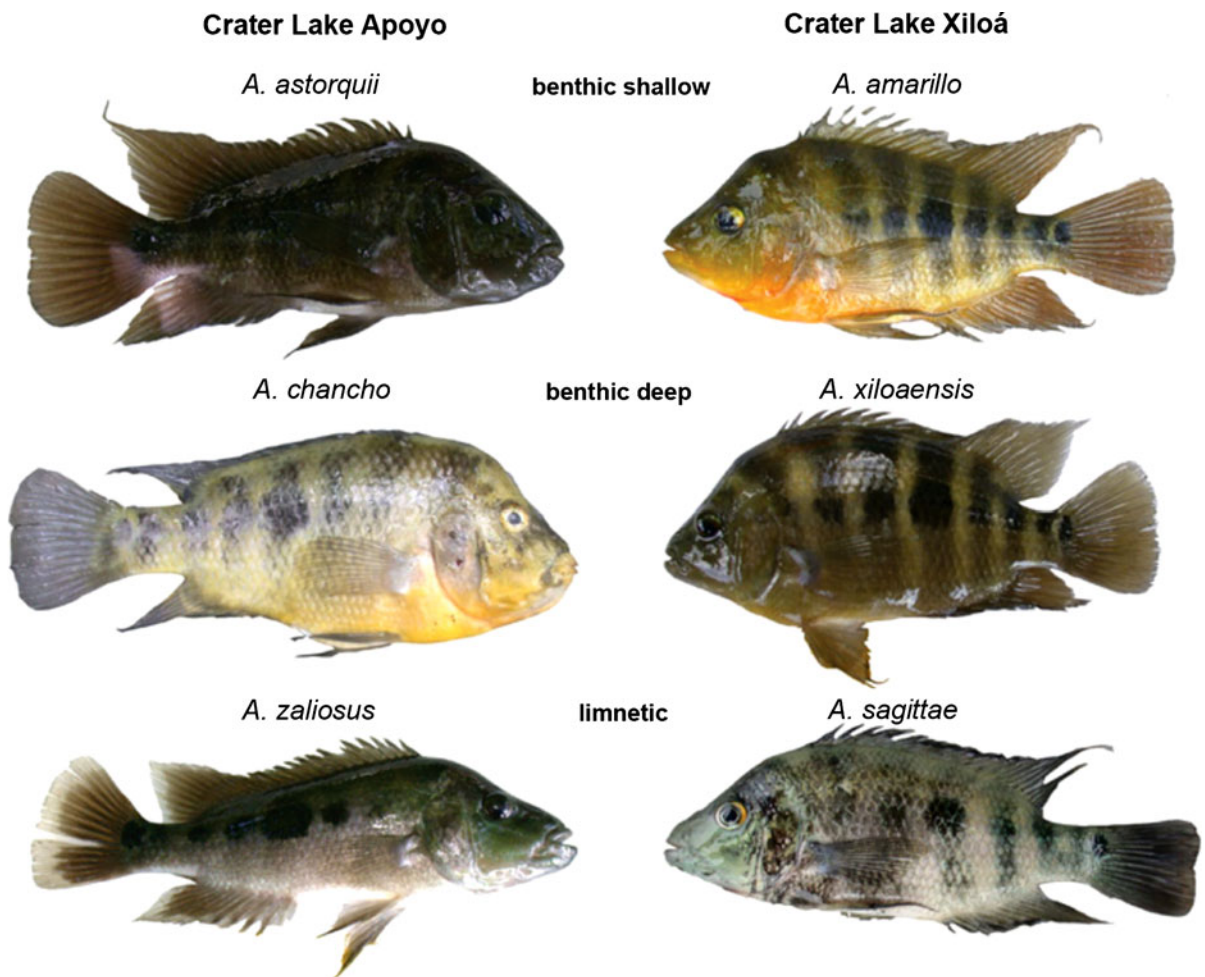 Crater Lake Apoyo
Crater Lake Xiloá
A. astorquii
benthic shallow
A. amarillo
A. chancho
benthic deep
A. xiloaensis
A. zaliosus
limnetic
A. sagittae